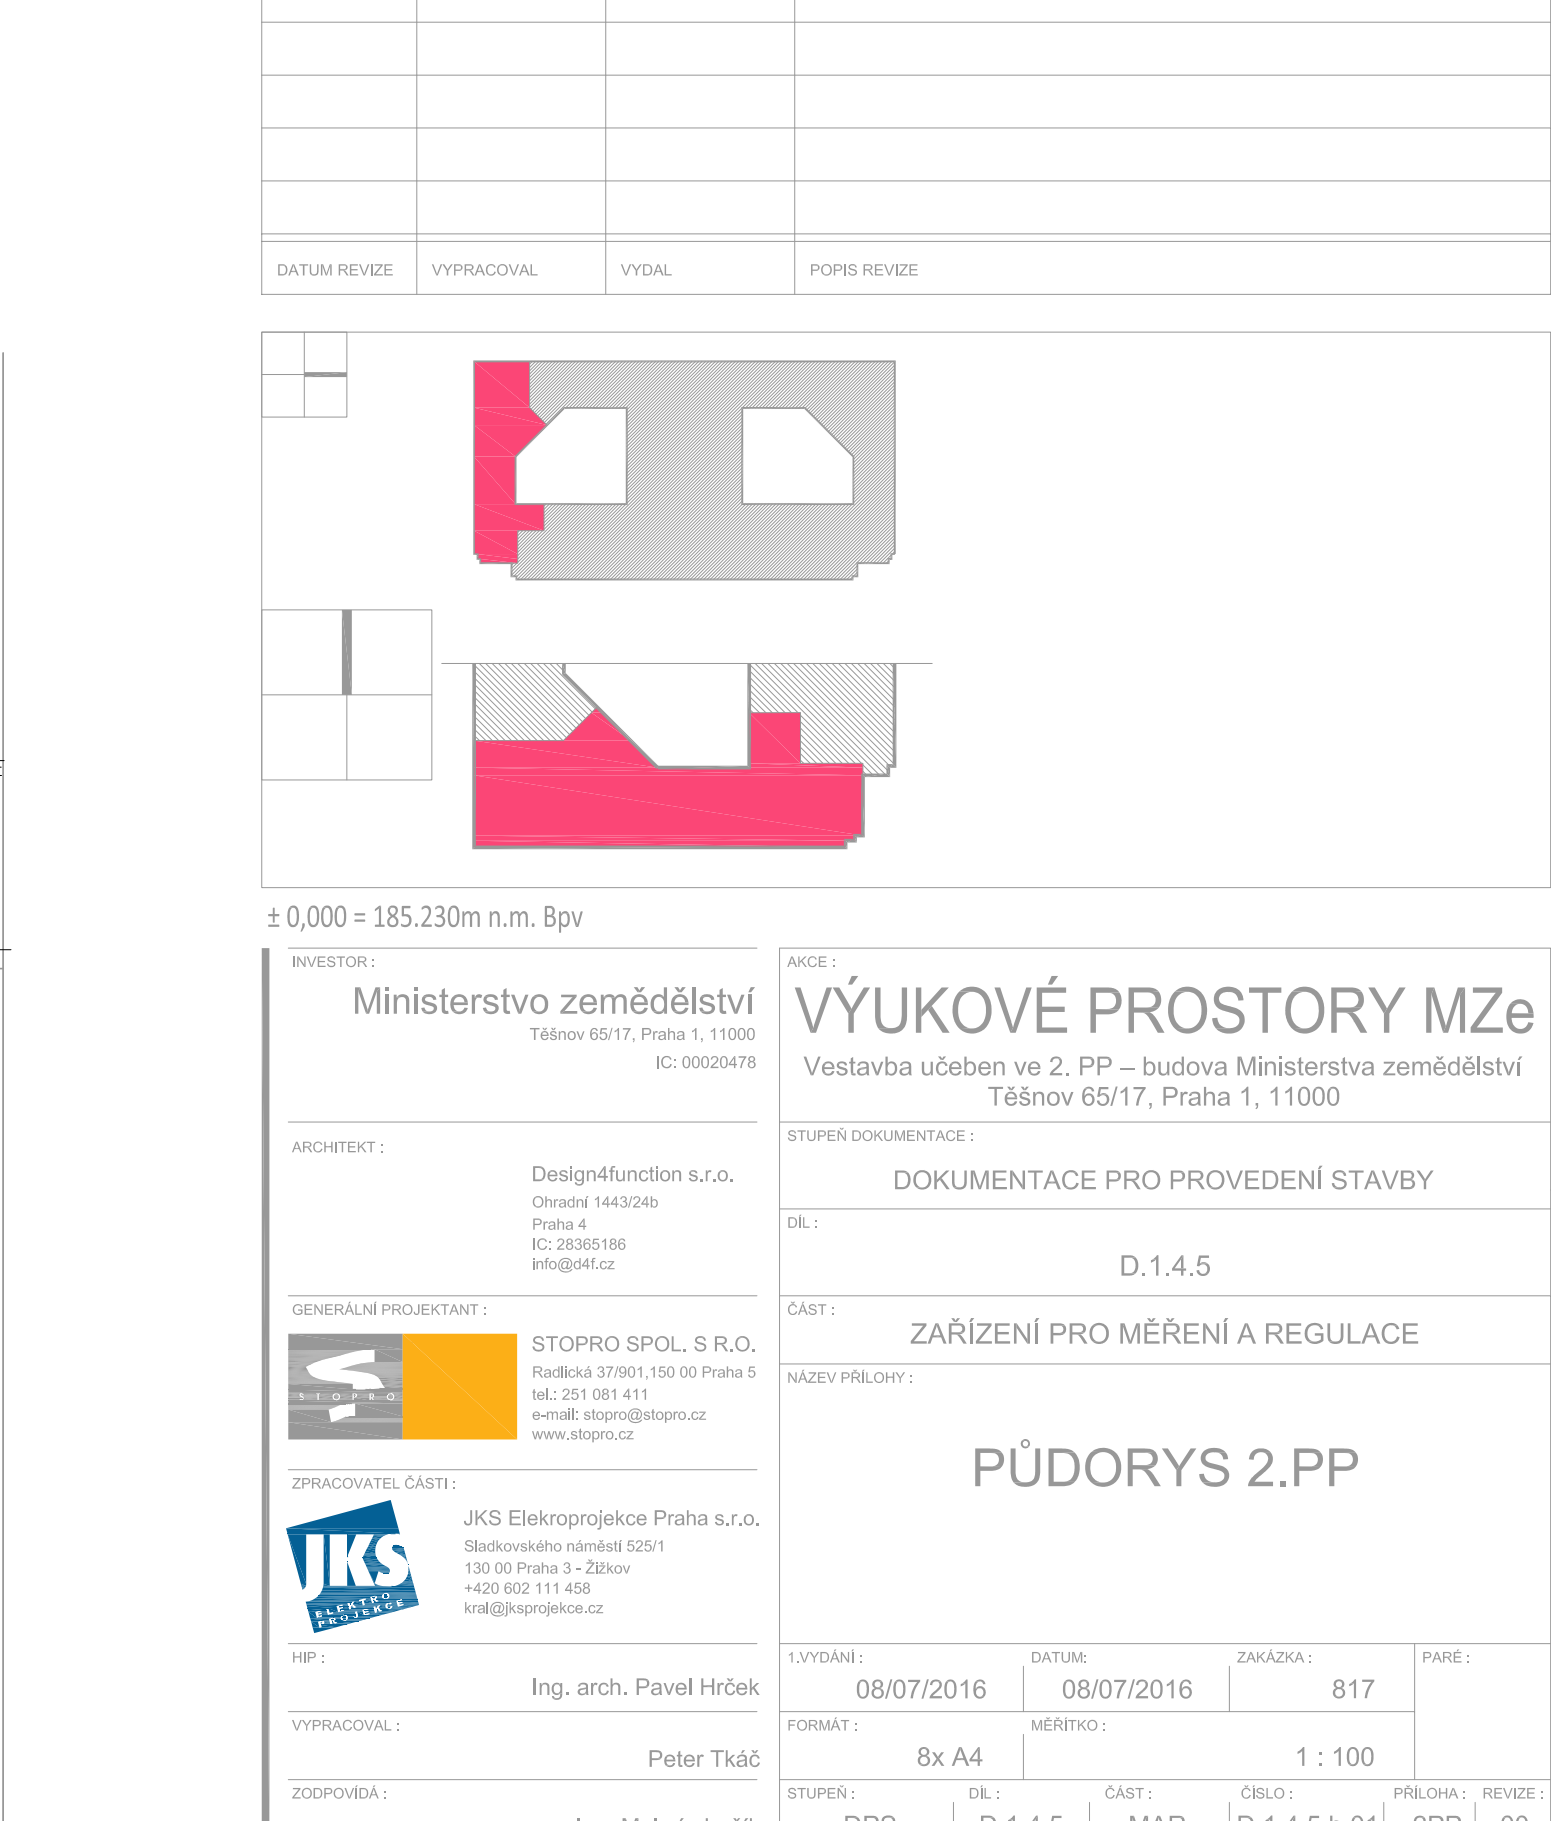 DATUM REVIZE VYPRACOVAL VYDAL POPIS REVIZE
± 0,000 = 185.230m n.m. Bpv
INVESTOR :
Ministerstvo zemědělství
Těšnov 65/17, Praha 1, 11000
IC: 00020478
ARCHITEKT :
Design4function s.r.o.
Ohradní 1443/24b
Praha 4
IC: 28365186
info@d4f.cz
GENERÁLNÍ PROJEKTANT :
STOPRO
STOPRO SPOL. S R.O.
Radlická 37/901,150 00 Praha 5
tel.: 251 081 411
e-mail: stopro@stopro.cz
www.stopro.cz
ZPRACOVATEL ČÁSTI :
JKS
ELEKTRO
PROJEKCE
JKS Elekroprojekce Praha s.r.o.
Sladkovského náměstí 525/1
130 00 Praha 3 - Žižkov
+420 602 111 458
kral@jksprojekce.cz
HIP :
Ing. arch. Pavel Hrček
VYPRACOVAL :
Peter Tkáč
ZODPOVÍDÁ :
AKCE :
VÝUKOVÉ PROSTORY MZe
Vestavba učeben ve 2. PP – budova Ministerstva zemědělství
Těšnov 65/17, Praha 1, 11000
STUPEŇ DOKUMENTACE :
DOKUMENTACE PRO PROVEDENÍ STAVBY
DÍL :
D.1.4.5
ČÁST :
ZAŘÍZENÍ PRO MĚŘENÍ A REGULACE
NÁZEV PŘÍLOHY :
PŮDORYS 2.PP
1.VYDÁNÍ : DATUM: ZAKÁZKA : PARÉ :
08/07/2016 08/07/2016 817
FORMÁT : MĚŘÍTKO :
8x A4 1 : 100
STUPEŇ : DÍL : ČÁST : ČÍSLO : PŘÍLOHA : REVIZE :